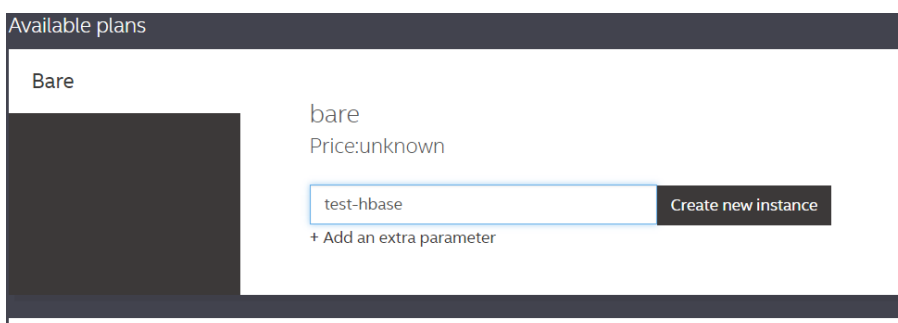 Available plans
Bare
bare
Price:unknown
test-hbase
Create new instance
+ Add an extra parameter